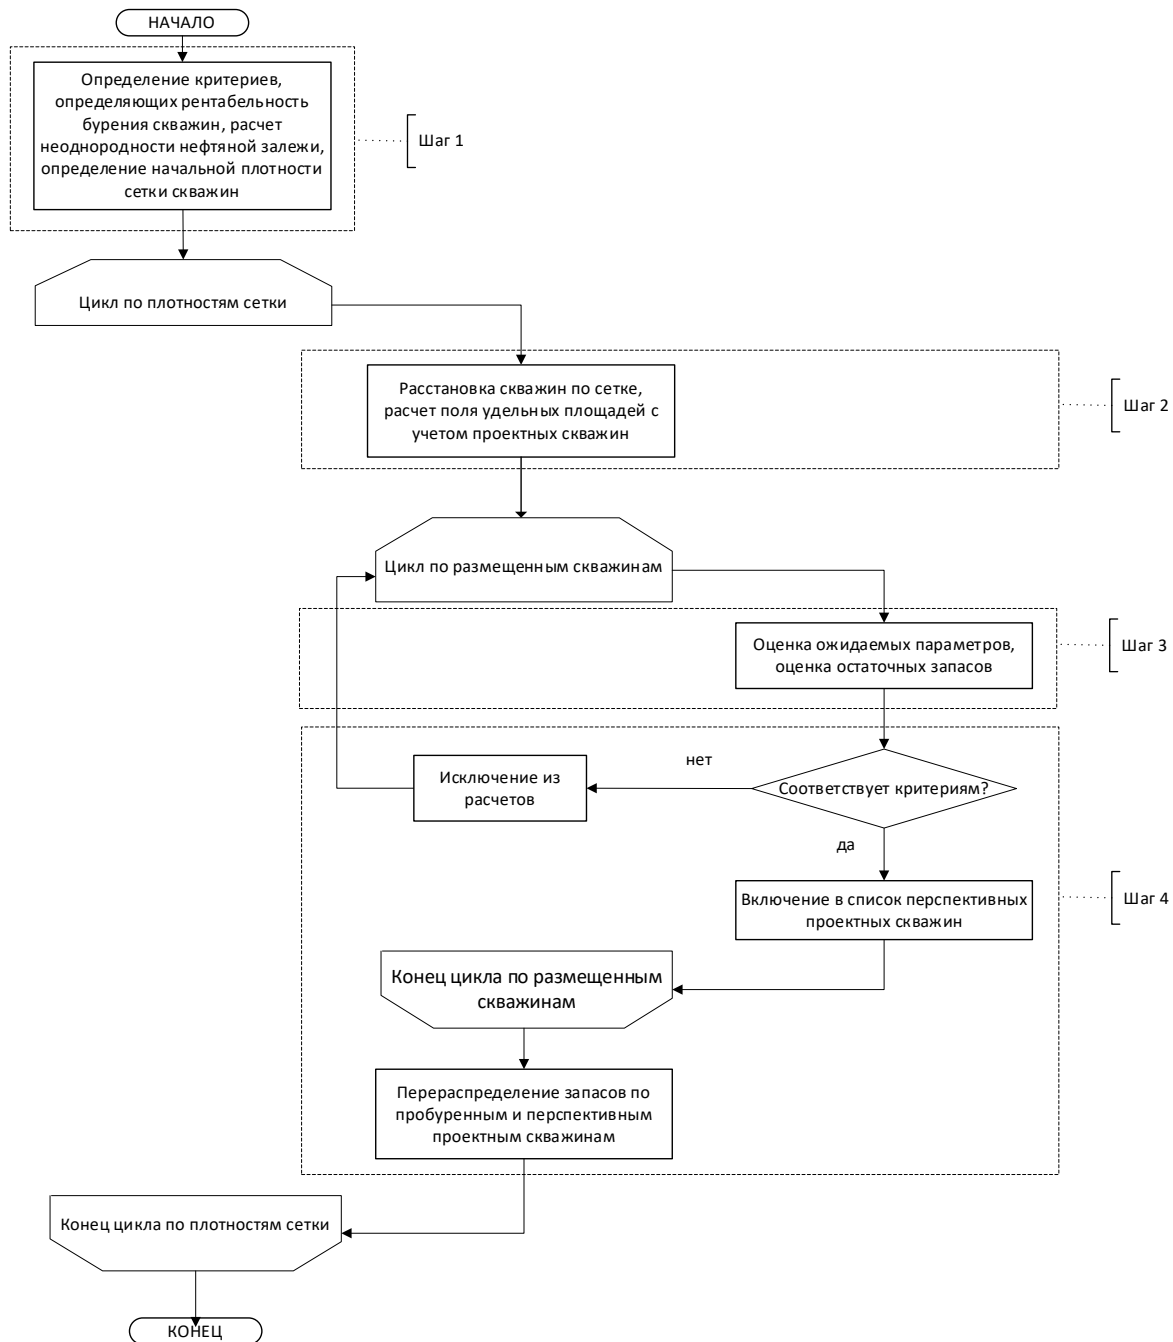 НАЧАЛО
Определение критериев,
определяющих рентабельность
бурения скважин, расчет
неоднородности нефтяной залежи,
определение начальной плотности
сетки скважин
Шаг 1
Цикл по плотностям сетки
Расстановка скважин по сетке,
расчет поля удельных площадей с
учетом проектных скважин
Шаг 2
Цикл по размещенным скважинам
Оценка ожидаемых параметров,
оценка остаточных запасов
Шаг 3
нет
Исключение из
расчетов
Соответствует критериям?
да
Включение в список перспективных
проектных скважин
Шаг 4
Конец цикла по размещенным
скважинам
Перераспределение запасов по
пробуренным и перспективным
проектным скважинам
Конец цикла по плотностям сетки
КОНЕЦ